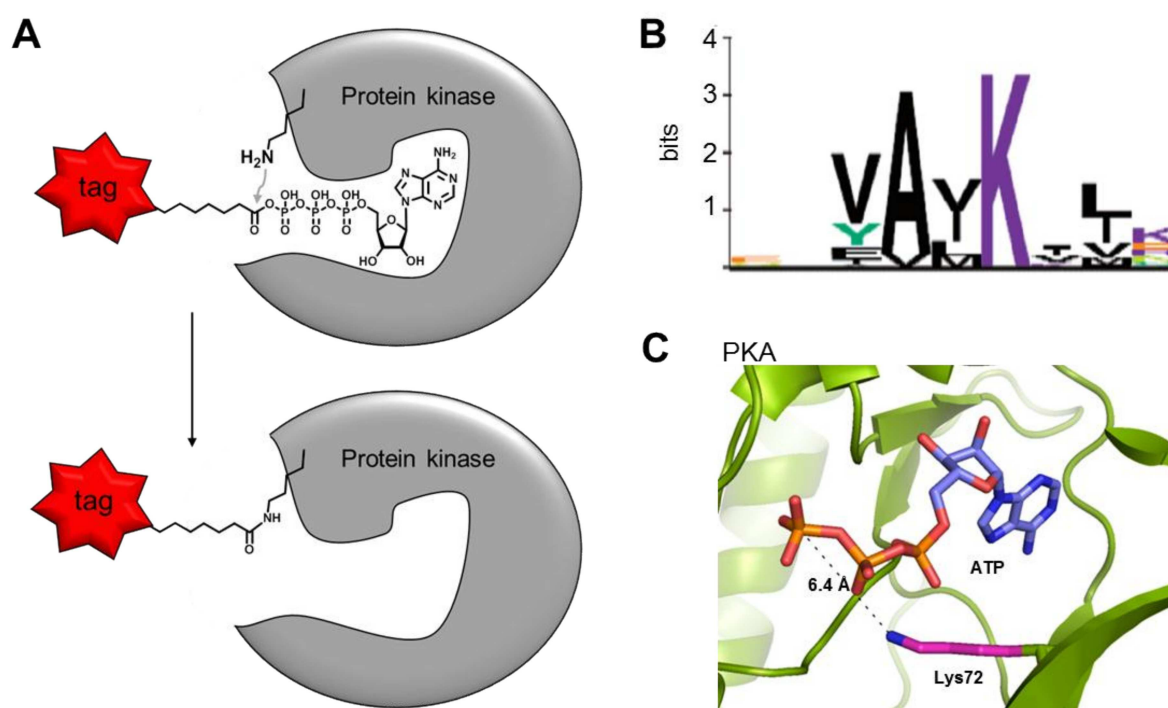 A
Protein kinase
tag
H₂N
O
O
P
O
P
O
P
O
OH
OH
OH
O
O
O
O
HO
OH
N
N
N
N
NH₂
Protein kinase
tag
NH
O
B
bits
4
3
2
1
V A Y K L
Y L V K
C
PKA
6.4 Å
ATP
Lys72